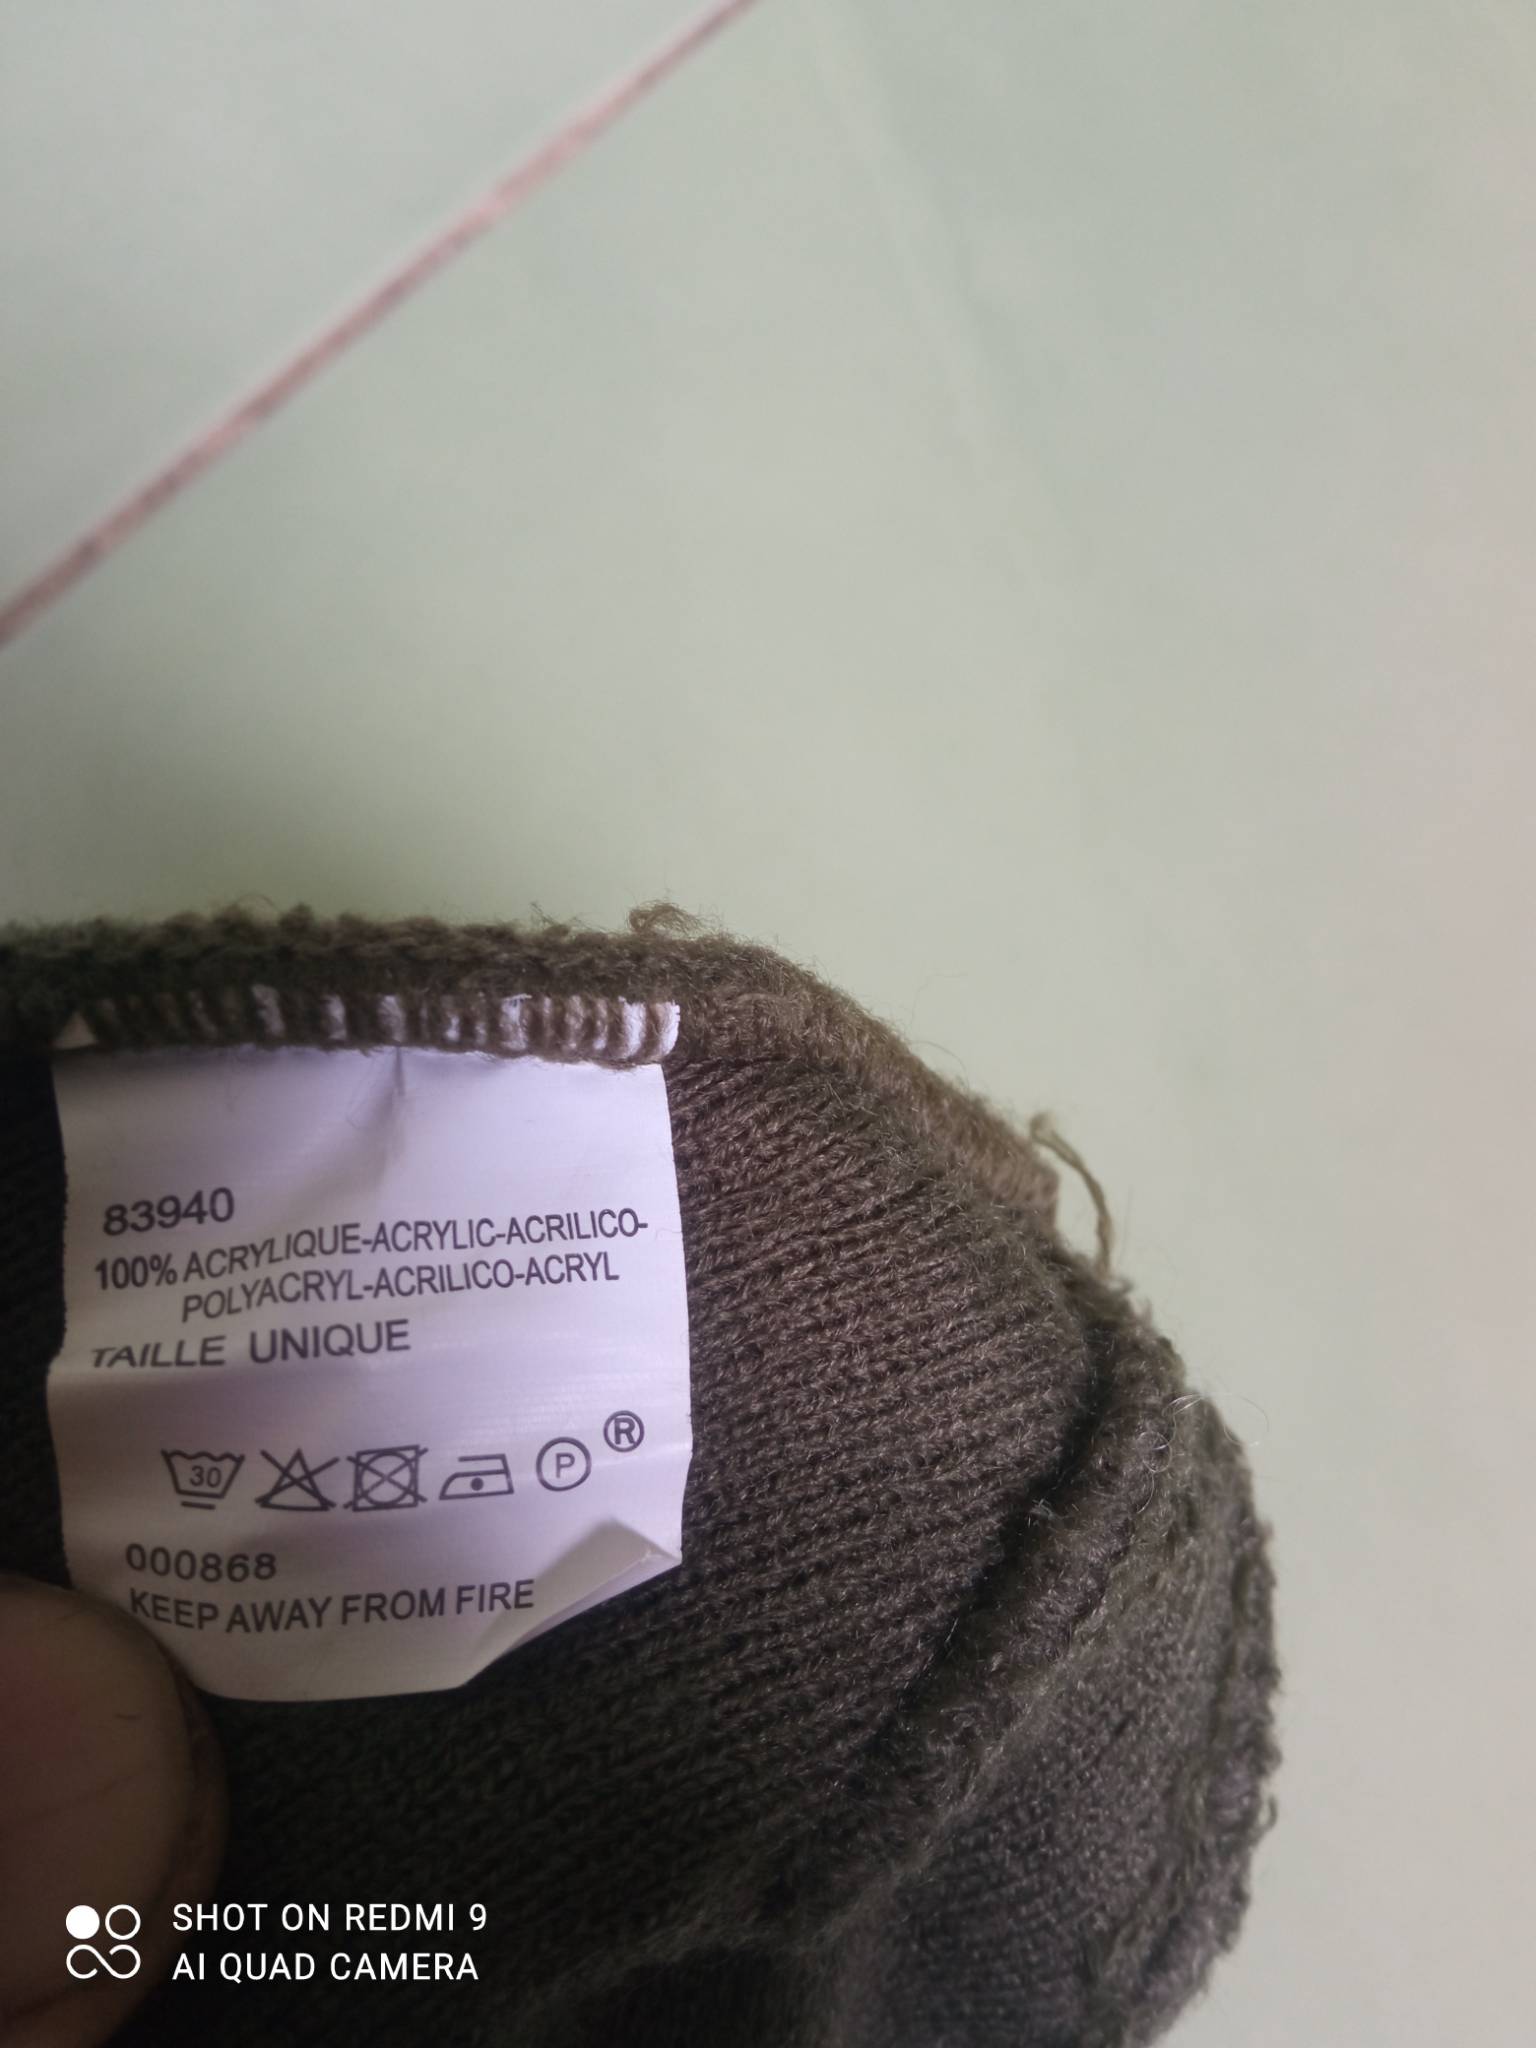 83940
100% ACRYLIQUE-ACRYLIC-ACRILICO-
POLYACRYL-ACRILICO-ACRYL
TAILLE UNIQUE
30 P ®
000868
KEEP AWAY FROM FIRE
SHOT ON REDMI 9
AI QUAD CAMERA